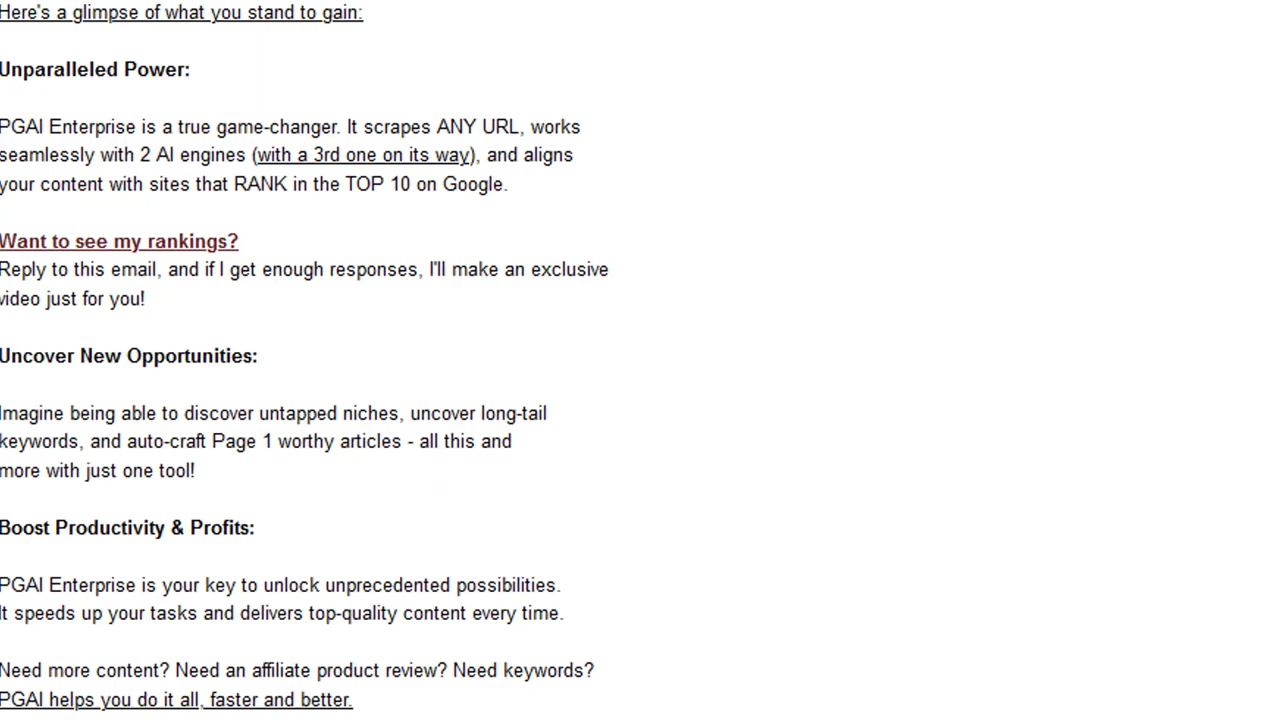 Here's a glimpse of what you stand to gain:
Unparalleled Power:
PGAI Enterprise is a true game-changer. It scrapes ANY URL, works
seamlessly with 2 AI engines (with a 3rd one on its way), and aligns
your content with sites that RANK in the TOP 10 on Google.
Want to see my rankings?
Reply to this email, and if I get enough responses, I'll make an exclusive
video just for you!
Uncover New Opportunities:
Imagine being able to discover untapped niches, uncover long-tail
keywords, and auto-craft Page 1 worthy articles - all this and
more with just one tool!
Boost Productivity & Profits:
PGAI Enterprise is your key to unlock unprecedented possibilities.
It speeds up your tasks and delivers top-quality content every time.
Need more content? Need an affiliate product review? Need keywords?
PGAI helps you do it all, faster and better.